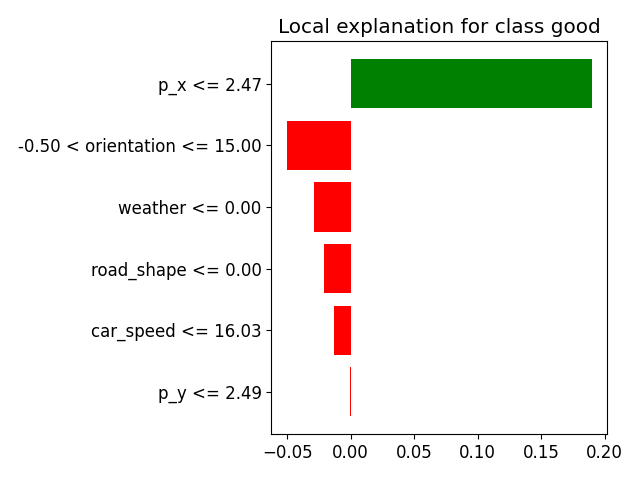 Local explanation for class good
p_x <= 2.47
-0.50 < orientation <= 15.00
weather <= 0.00
road_shape <= 0.00
car_speed <= 16.03
p_y <= 2.49
−0.05 0.00 0.05 0.10 0.15 0.20